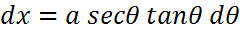 dx = a secθ tanθ dθ